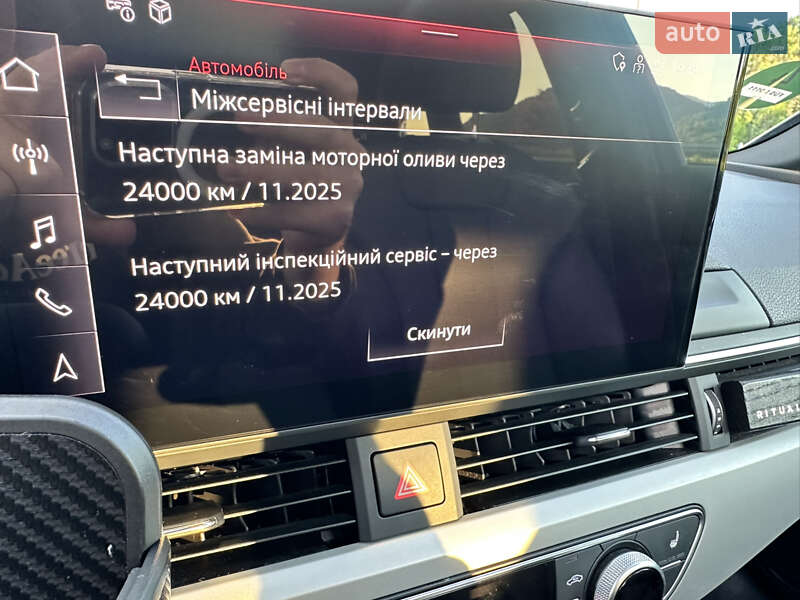 auto RIA
Автомобіль
Міжсервісні інтервали
Наступна заміна моторної оливи через
24000 км / 11.2025
Наступний інспекційний сервіс – через
24000 км / 11.2025
Скинути
RITUAL